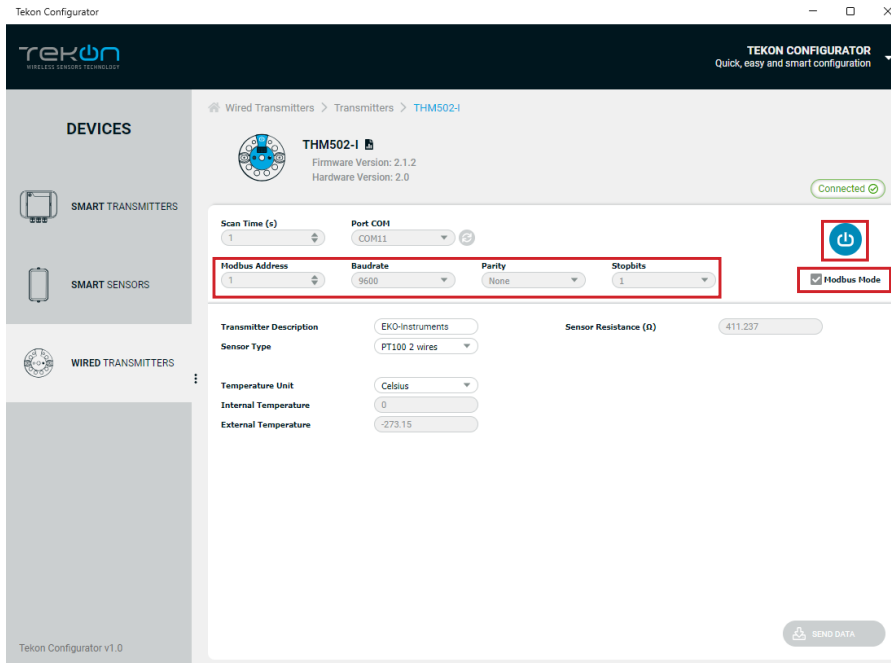 Tekon Configurator
TEKON
WIRELESS SENSORS TECHNOLOGY
TEKON CONFIGURATOR
Quick, easy and smart configuration
DEVICES
SMART TRANSMITTERS
SMART SENSORS
WIRED TRANSMITTERS
Tekon Configurator v1.0
Wired Transmitters > Transmitters > THM502-I
THM502-I
Firmware Version: 2.1.2
Hardware Version: 2.0
Connected
Scan Time (s) Port COM
1 COM11
Modbus Address Baudrate Parity Stopbits
1 9600 None 1
Modbus Mode
Transmitter Description EKO-Instruments Sensor Resistance (Ω) 411.237
Sensor Type PT100 2 wires
Temperature Unit Celsius
Internal Temperature 0
External Temperature -273.15
SEND DATA